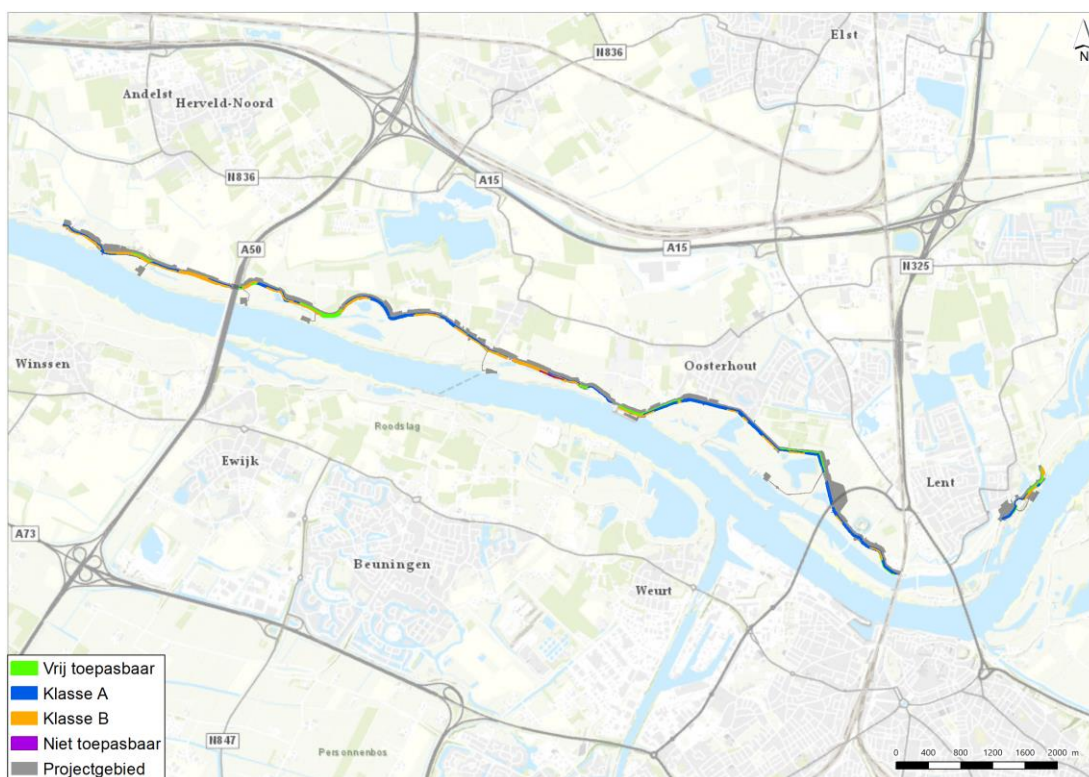 Elst
N836
N
Andelst
Herveld-Noord
N836
A15
A50
A15
N325
Winssen
Oosterhout
Roodslag
Ewijk
Lent
A73
Beuningen
Weurt
Vrij toepasbaar
Klasse A
Klasse B
Niet toepasbaar
Projectgebied
N847
Personnenbos
0 400 800 1200 1600 2000 m.